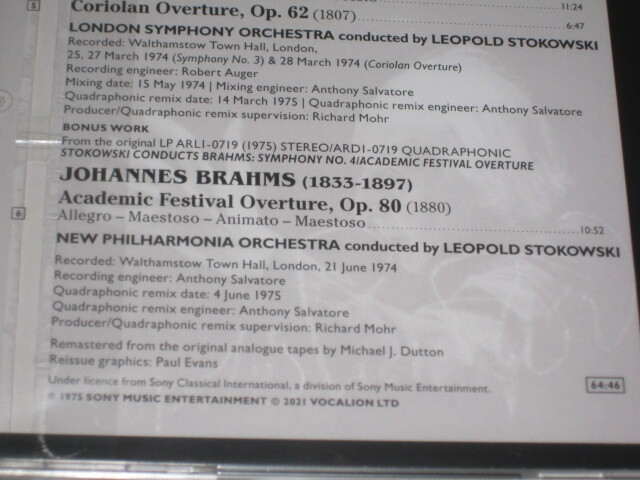 11:24
5 Coriolan Overture, Op. 62 (1807) 6:47
LONDON SYMPHONY ORCHESTRA conducted by LEOPOLD STOKOWSKI
Recorded: Walthamstow Town Hall, London,
25, 27 March 1974 (Symphony No. 3) & 28 March 1974 (Coriolan Overture)
Recording engineer: Robert Auger
Mixing date: 15 May 1974 | Mixing engineer: Anthony Salvatore
Quadraphonic remix date: 14 March 1975 | Quadraphonic remix engineer: Anthony Salvatore
Producer/Quadraphonic remix supervision: Richard Mohr
BONUS WORK
From the original LP ARL1-0719 (1975) STEREO/ARD1-0719 QUADRAPHONIC
STOKOWSKI CONDUCTS BRAHMS: SYMPHONY NO. 4/ACADEMIC FESTIVAL OVERTURE
JOHANNES BRAHMS (1833-1897)
6 Academic Festival Overture, Op. 80 (1880)
Allegro – Maestoso – Animato – Maestoso 10:52
NEW PHILHARMONIA ORCHESTRA conducted by LEOPOLD STOKOWSKI
Recorded: Walthamstow Town Hall, London, 21 June 1974
Recording engineer: Anthony Salvatore
Quadraphonic remix date: 4 June 1975
Quadraphonic remix engineer: Anthony Salvatore
Producer/Quadraphonic remix supervision: Richard Mohr
Remastered from the original analogue tapes by Michael J. Dutton
Reissue graphics: Paul Evans
Under licence from Sony Classical International, a division of Sony Music Entertainment. 64:46
℗ 1975 SONY MUSIC ENTERTAINMENT © 2021 VOCALION LTD